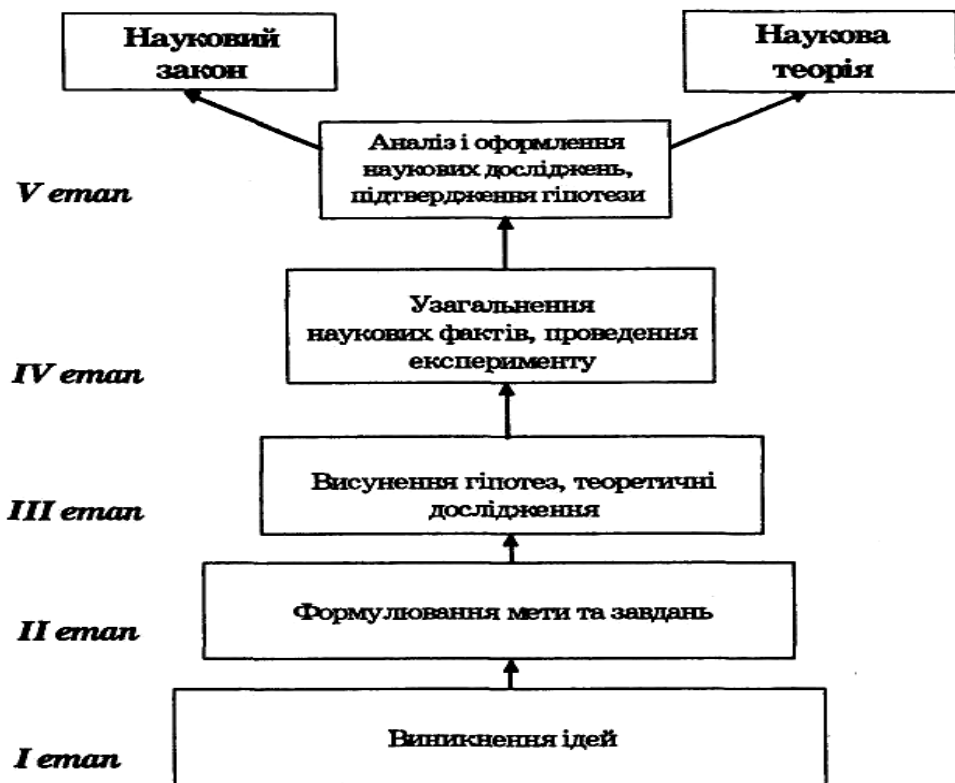 Науковий
закон
Наукова
теорія
Аналіз і оформлення
наукових досліджень,
підтвердження гіпотези
V етап
Узагальнення
наукових фактів, проведення
експерименту
IV етап
Висунення гіпотез, теоретичні
дослідження
III етап
Формулювання мети та завдань
II етап
Виникнення ідей
I етап